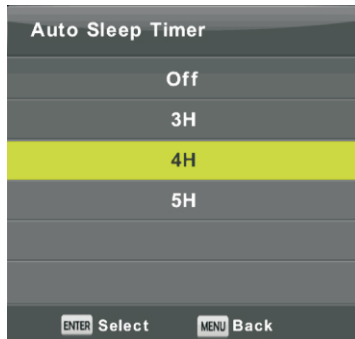 Auto Sleep Timer
Off
3H
4H
5H
ENTER Select MENU Back